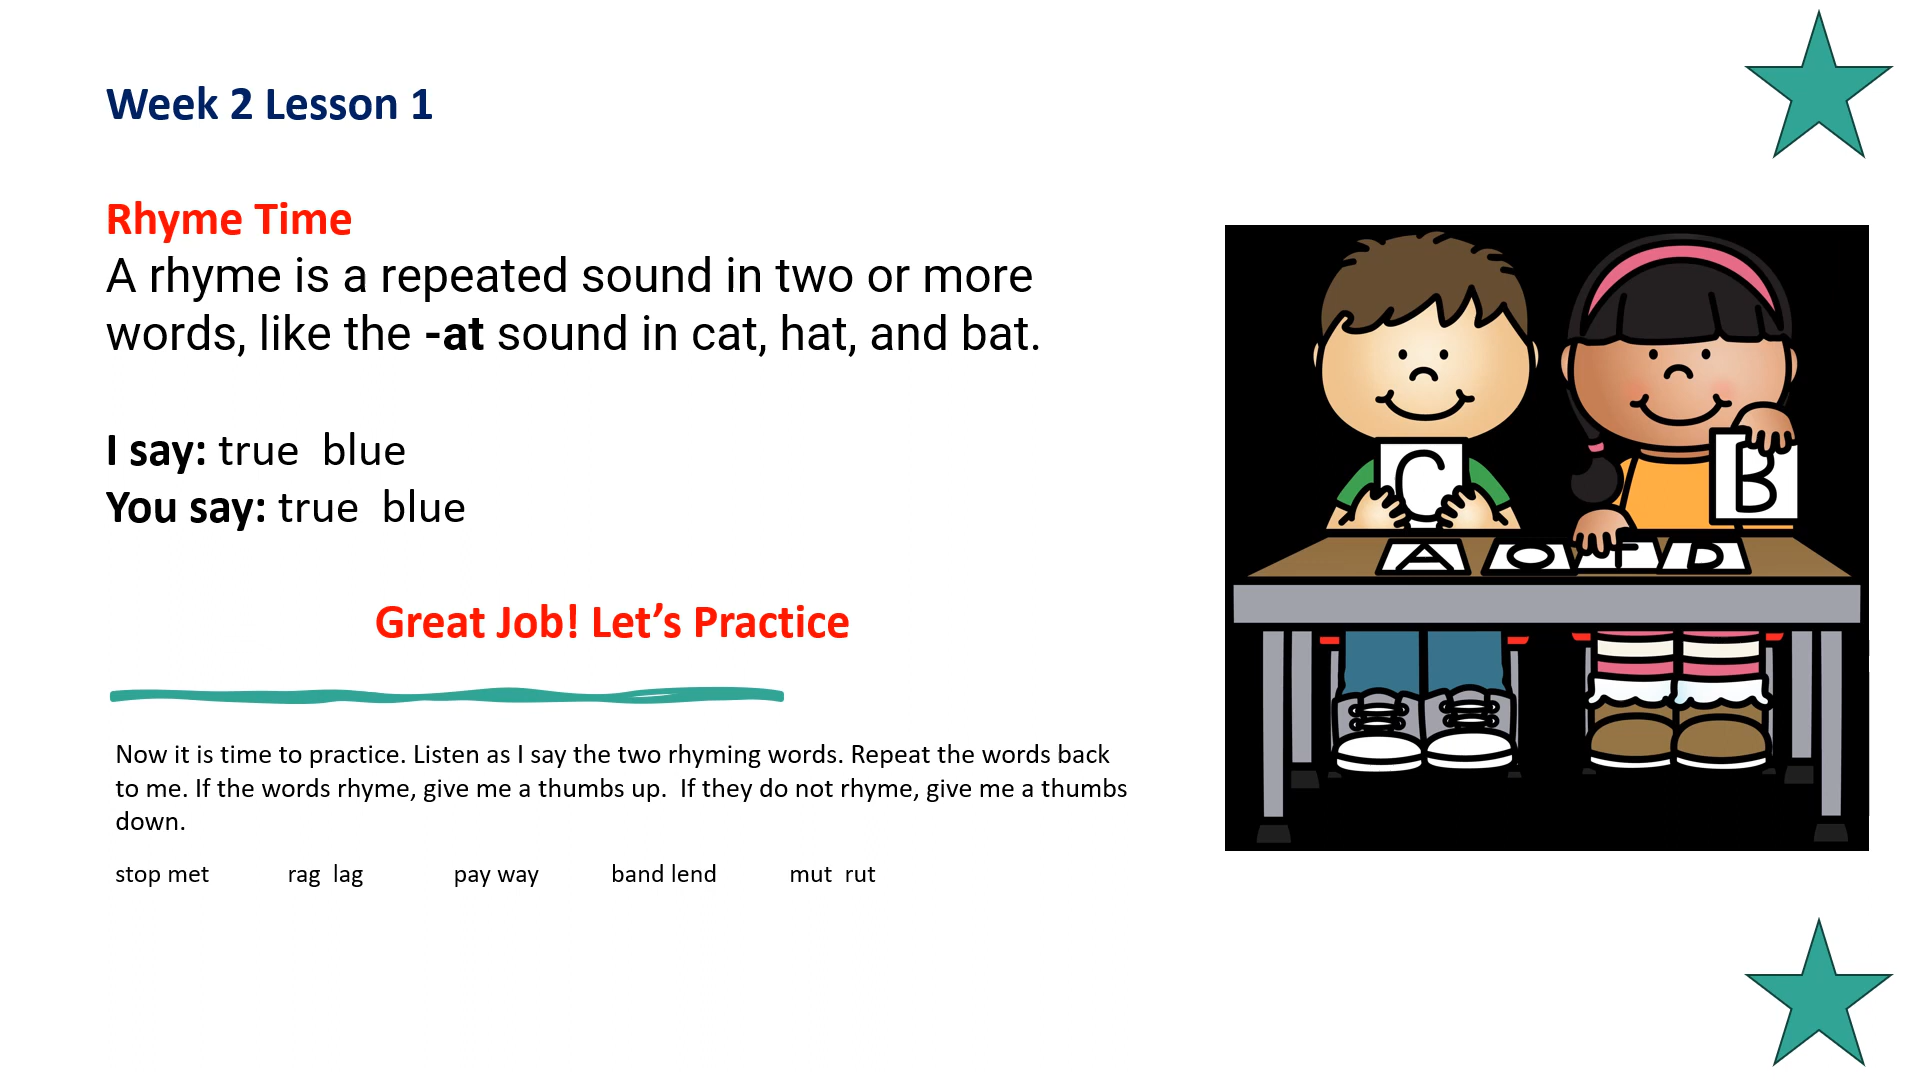 Week 2 Lesson 1
Rhyme Time
A rhyme is a repeated sound in two or more
words, like the -at sound in cat, hat, and bat.
I say: true  blue
You say: true  blue
Great Job! Let’s Practice
Now it is time to practice. Listen as I say the two rhyming words. Repeat the words back
to me. If the words rhyme, give me a thumbs up.  If they do not rhyme, give me a thumbs
down.
stop met rag  lag pay way band lend mut  rut
C B
A O F D